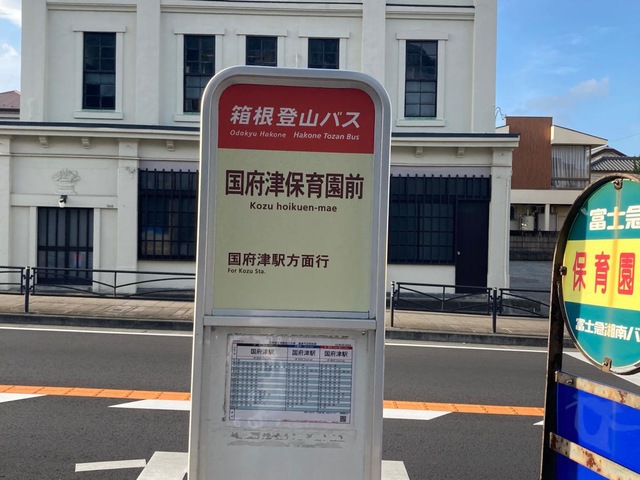 箱根登山バス
Odakyu Hakone Hakone Tozan Bus
国府津保育園前
Kozu hoikuen-mae
国府津駅方面行
For Kozu Sta.
国府津駅 国府津駅 国府津駅
富士急
保育園
富士急湘南バ